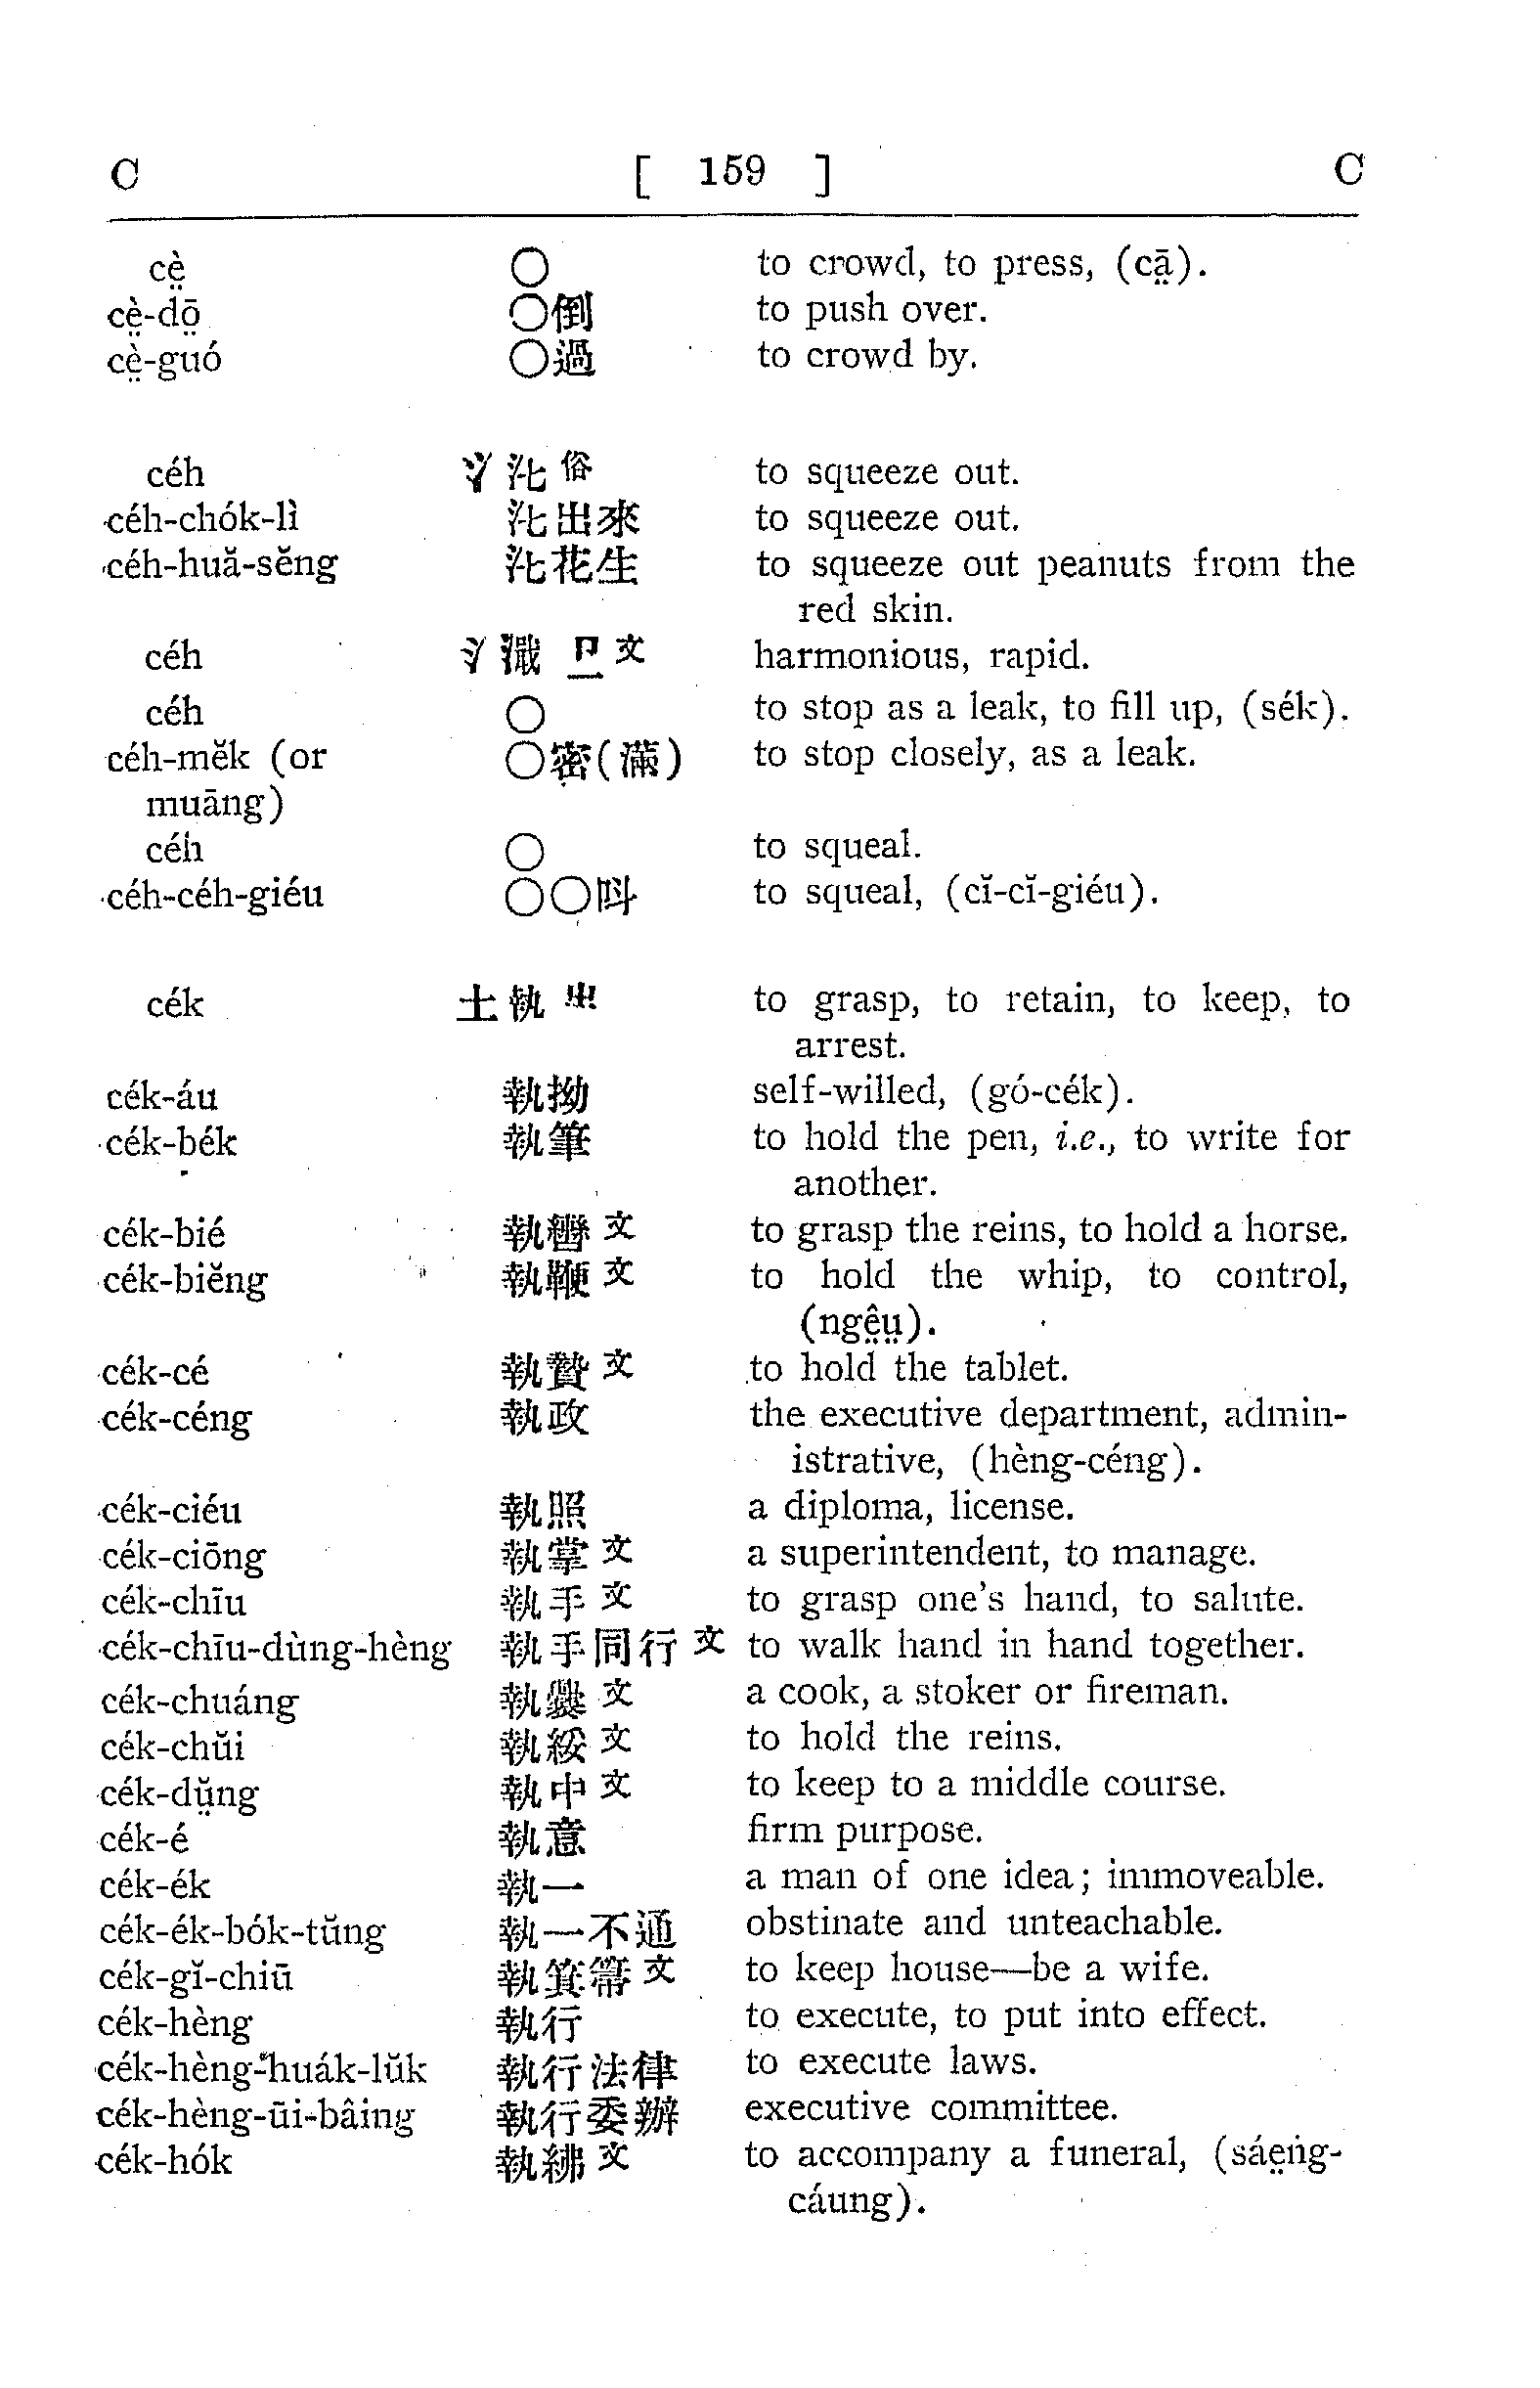 C [ 159 ] C
cè̤ ○ to crowd, to press, (cā̤).
cè̤-dō̤ ○倒 to push over.
cè̤-guó ○過 to crowd by.
céh 氵㳀俗 to squeeze out.
céh-chók-lì 㳀出來 to squeeze out.
céh-huă-sĕng 㳀花生 to squeeze out peanuts from the
red skin.
céh 氵濈 文 harmonious, rapid.
céh ○ to stop as a leak, to fill up, (sék).
céh-mĕk (or ○密(滿) to stop closely, as a leak.
muāng)
céh ○ to squeal.
céh-céh-giéu ○○呌 to squeal, (cĭ-cĭ-giéu).
cék 土執 to grasp, to retain, to keep, to
arrest.
cék-áu 執拗 self-willed, (gó-cék).
cék-bék 執筆 to hold the pen, i.e., to write for
another.
cék-bié 執轡文 to grasp the reins, to hold a horse.
cék-biĕng 執鞭文 to hold the whip, to control,
(ngê̤ṳ).
cék-cé 執贄文 to hold the tablet.
cék-céng 執政 the executive department, admin-
istrative, (hèng-céng).
cék-ciéu 執照 a diploma, license.
cék-ciōng 執掌文 a superintendent, to manage.
cék-chīu 執手文 to grasp one's hand, to salute.
cék-chīu-dùng-hèng 執手同行文 to walk hand in hand together.
cék-chuáng 執爨文 a cook, a stoker or fireman.
cék-chŭi 執綏文 to hold the reins.
cék-dṳ̆ng 執中文 to keep to a middle course.
cék-é 執意 firm purpose.
cék-ék 執一 a man of one idea; immoveable.
cék-ék-bók-tŭng 執一不通 obstinate and unteachable.
cék-gĭ-chiū 執箕箒文 to keep house—be a wife.
cék-hèng 執行 to execute, to put into effect.
cék-hèng-huák-lŭk 執行法律 to execute laws.
cék-hèng-ūi-bâing 執行委辦 executive committee.
cék-hók 執紼文 to accompany a funeral, (sáe̤ng-
cáung).